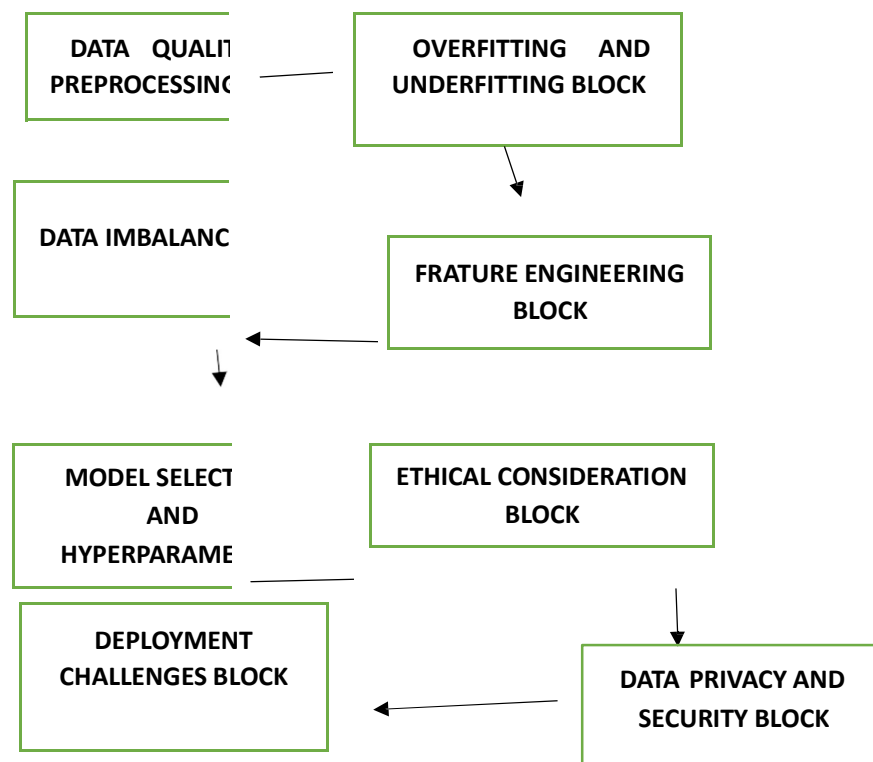 DATA QUALIT
PREPROCESSING
OVERFITTING AND
UNDERFITTING BLOCK
DATA IMBALANC
FRATURE ENGINEERING
BLOCK
MODEL SELECT
AND
HYPERPARAME
ETHICAL CONSIDERATION
BLOCK
DEPLOYMENT
CHALLENGES BLOCK
DATA PRIVACY AND
SECURITY BLOCK